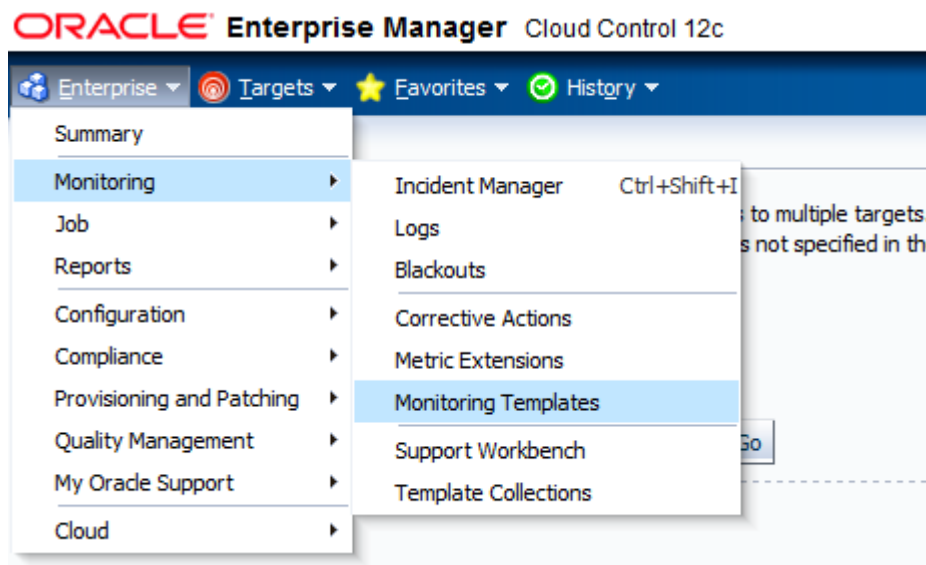 ORACLE Enterprise Manager Cloud Control 12c
Enterprise Targets Favorites History
Summary
Monitoring
Job
Reports
Configuration
Compliance
Provisioning and Patching
Quality Management
My Oracle Support
Cloud
Incident Manager Ctrl+Shift+I
Logs
Blackouts
Corrective Actions
Metric Extensions
Monitoring Templates
Support Workbench
Template Collections
to multiple targets
s not specified in th
Go